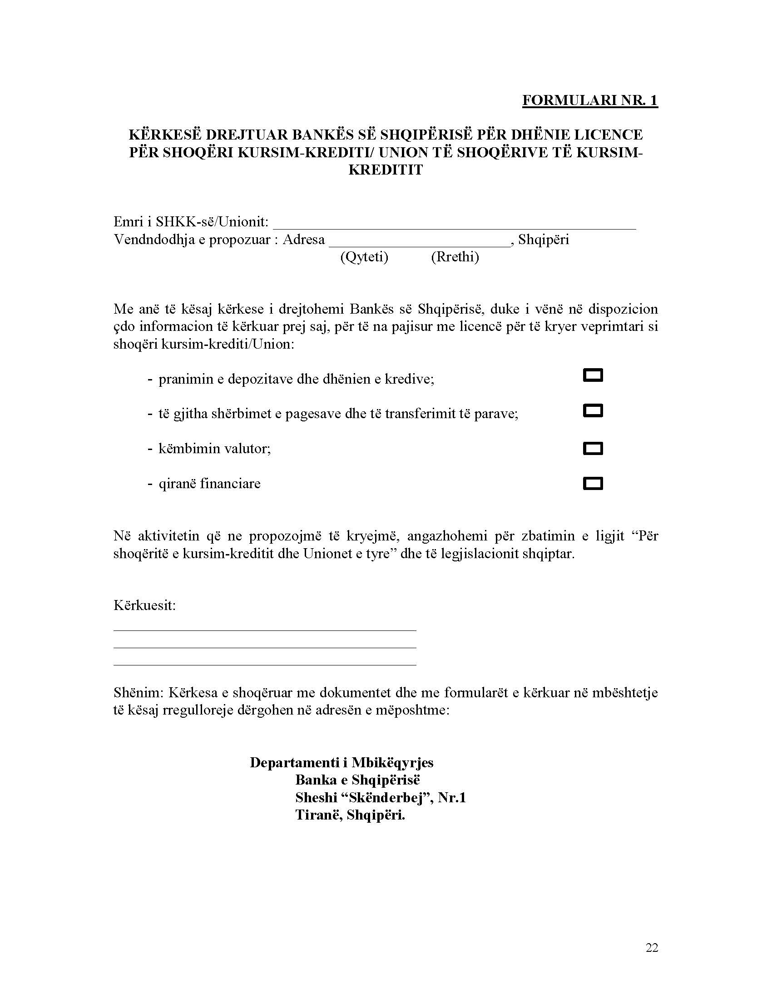 FORMULARI NR. 1
KËRKESË DREJTUAR BANKËS SË SHQIPËRISË PËR DHËNIE LICENCE
PËR SHOQËRI KURSIM-KREDITI/ UNION TË SHOQËRIVE TË KURSIM-
KREDITIT
Emri i SHKK-së/Unionit: ________________________________________________
Vendndodhja e propozuar : Adresa ________________________, Shqipëri
(Qyteti) (Rrethi)
Me anë të kësaj kërkese i drejtohemi Bankës së Shqipërisë, duke i vënë në dispozicion
çdo informacion të kërkuar prej saj, për të na pajisur me licencë për të kryer veprimtari si
shoqëri kursim-krediti/Union:
- pranimin e depozitave dhe dhënien e kredive;
- të gjitha shërbimet e pagesave dhe të transferimit të parave;
- këmbimin valutor;
- qiranë financiare
Në aktivitetin që ne propozojmë të kryejmë, angazhohemi për zbatimin e ligjit “Për
shoqëritë e kursim-kreditit dhe Unionet e tyre” dhe të legjislacionit shqiptar.
Kërkuesit:
________________________________________
________________________________________
________________________________________
Shënim: Kërkesa e shoqëruar me dokumentet dhe me formularët e kërkuar në mbështetje
të kësaj rregulloreje dërgohen në adresën e mëposhtme:
Departamenti i Mbikëqyrjes
Banka e Shqipërisë
Sheshi “Skënderbej”, Nr.1
Tiranë, Shqipëri.
22